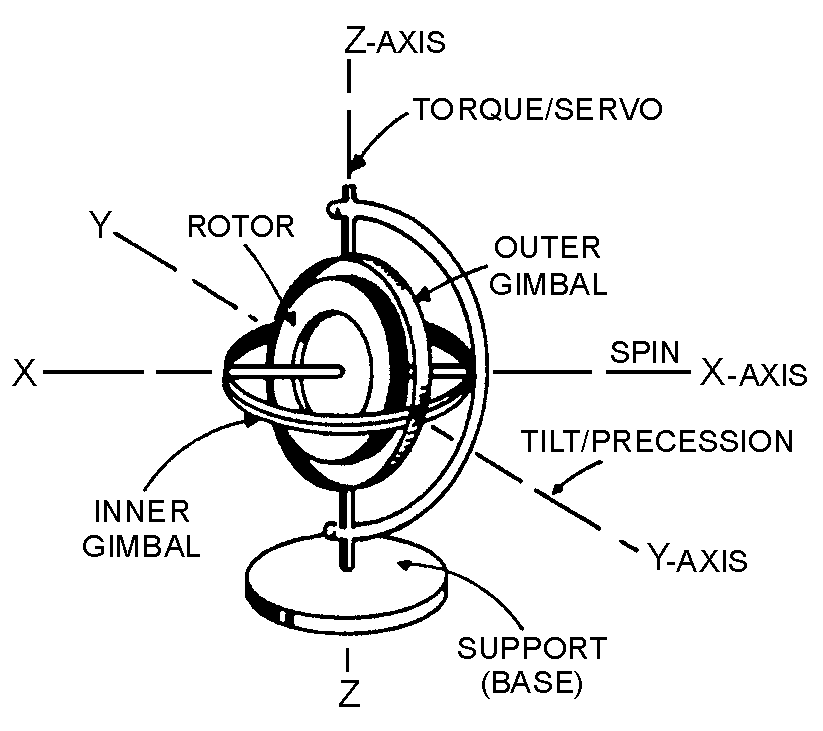 Z-AXIS
TORQUE/SERVO
Y
ROTOR
OUTER
GIMBAL
SPIN
X
X-AXIS
TILT/PRECESSION
INNER
GIMBAL
Y-AXIS
SUPPORT
(BASE)
Z